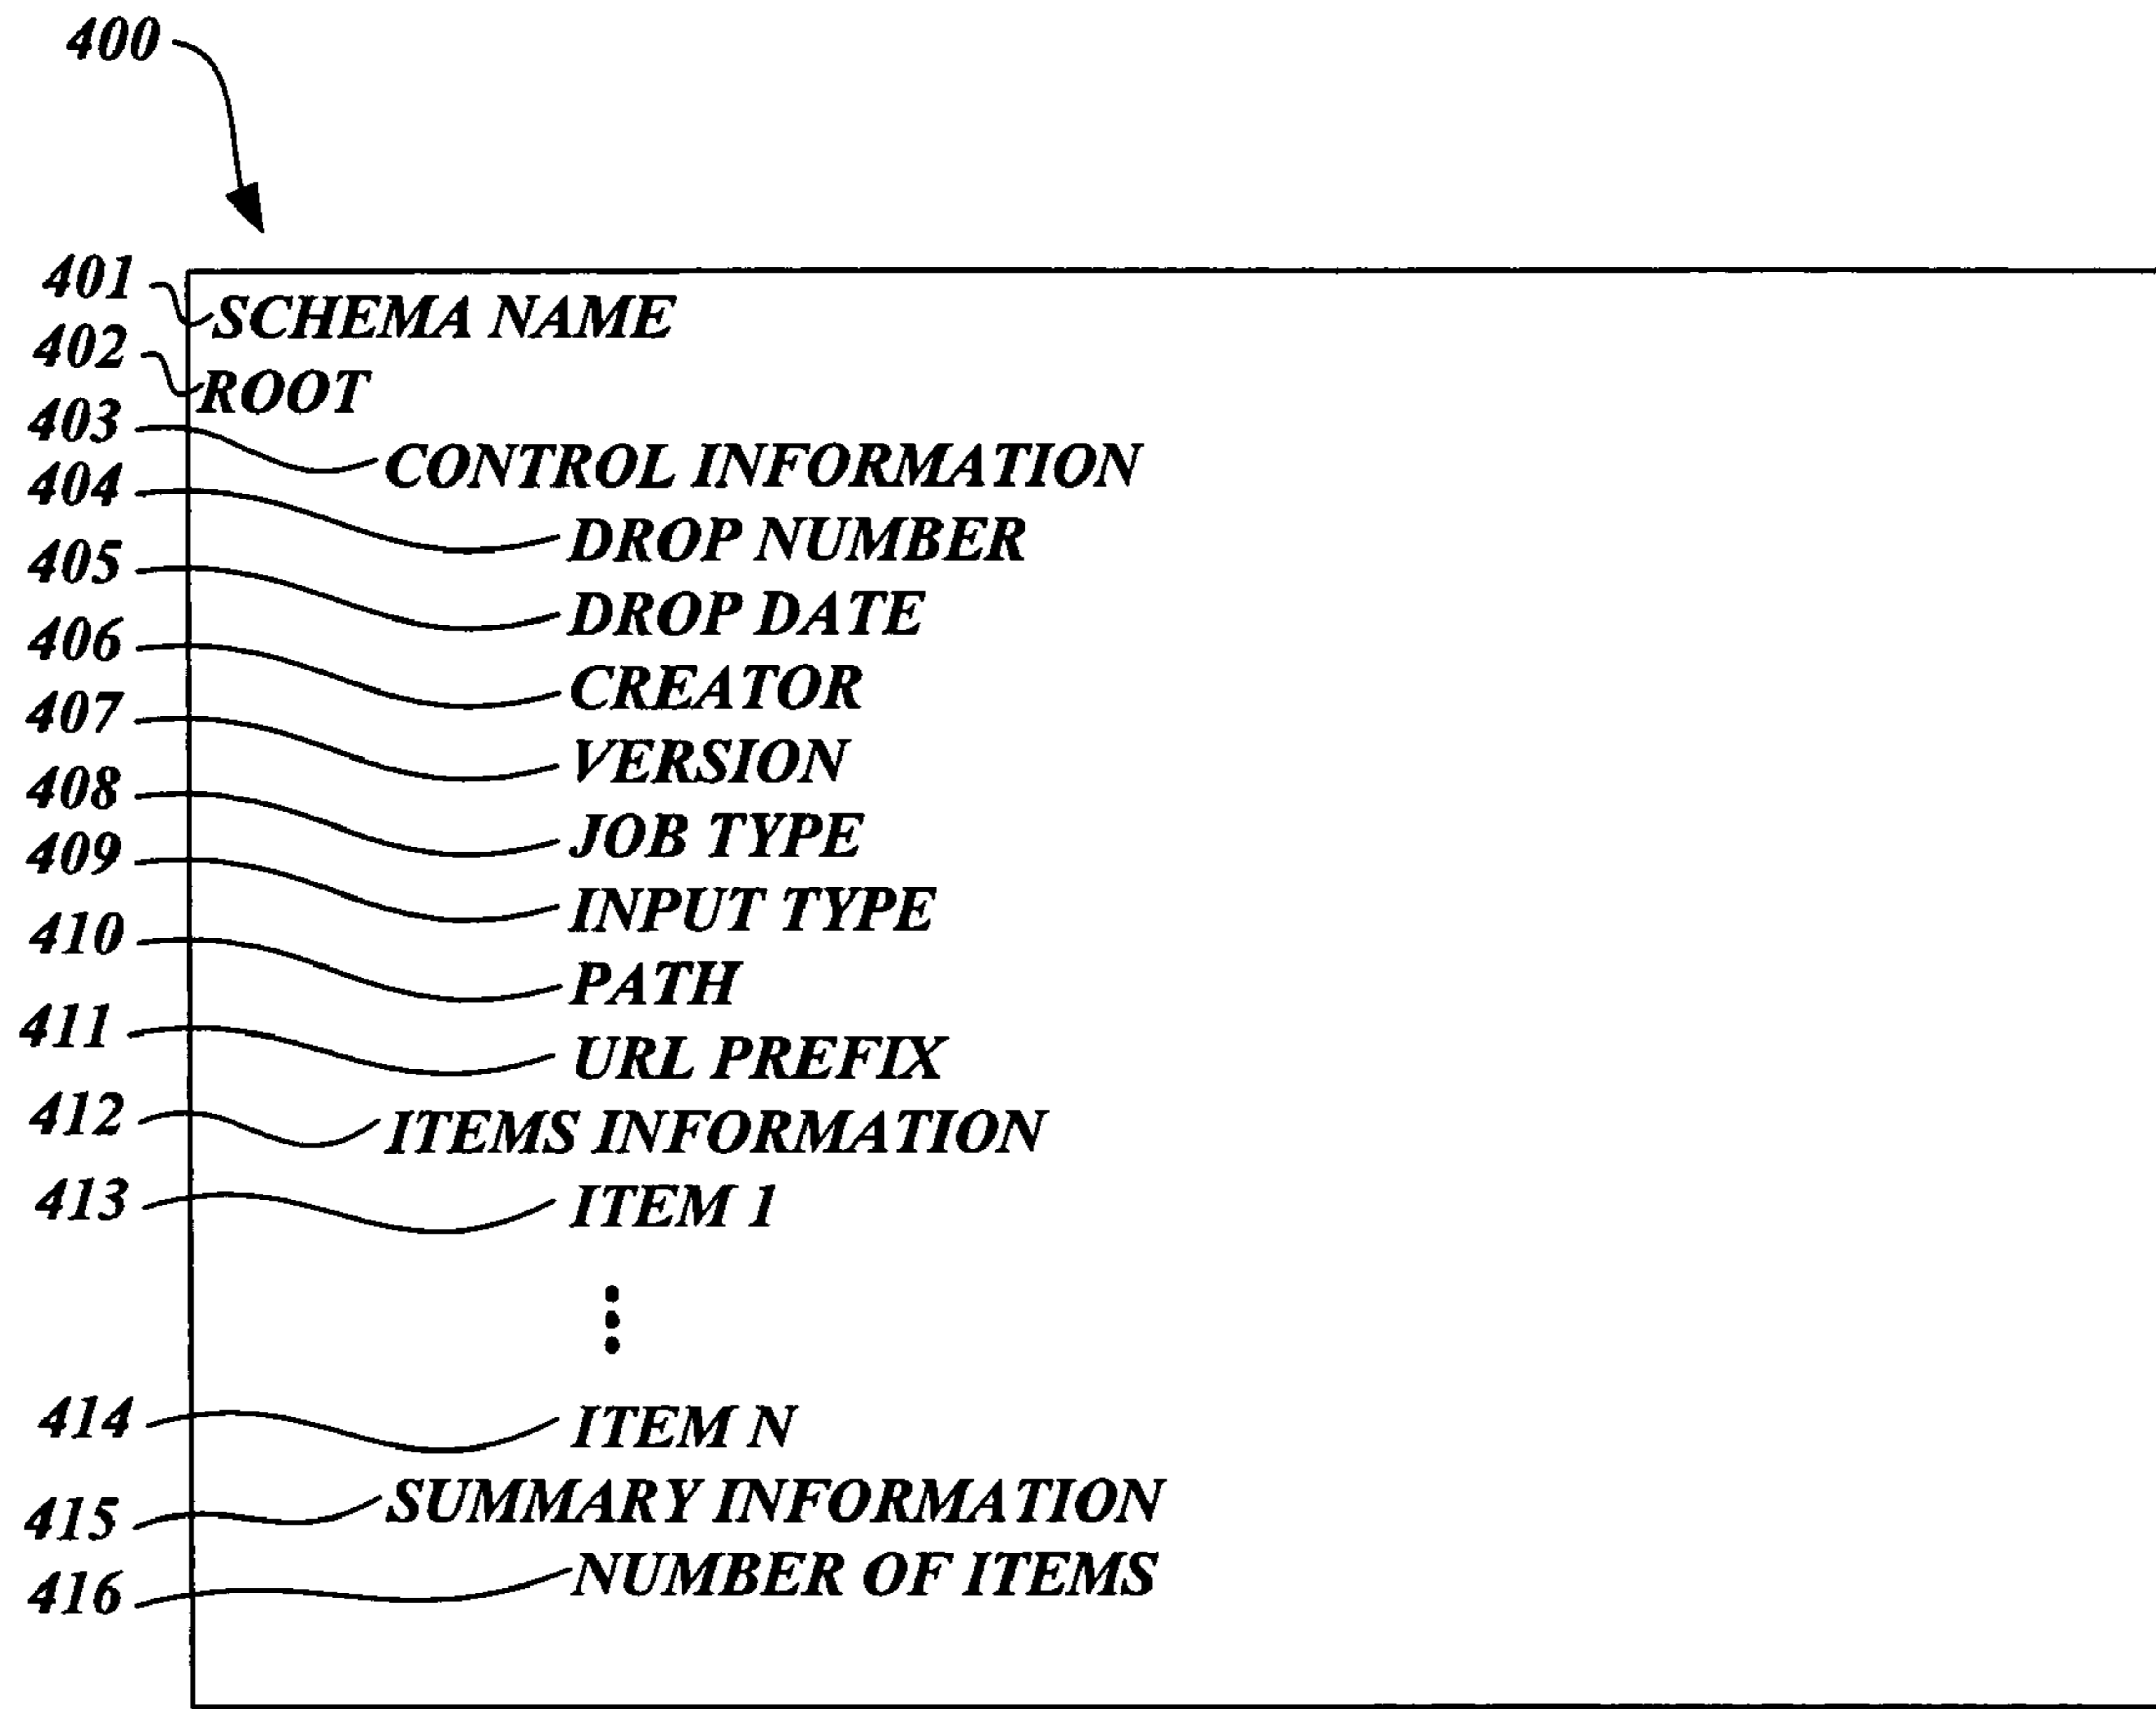 400
401 SCHEMA NAME
402 ROOT
403 CONTROL INFORMATION
404 DROP NUMBER
405 DROP DATE
406 CREATOR
407 VERSION
408 JOB TYPE
409 INPUT TYPE
410 PATH
411 URL PREFIX
412 ITEMS INFORMATION
413 ITEM 1
414 ITEM N
415 SUMMARY INFORMATION
416 NUMBER OF ITEMS